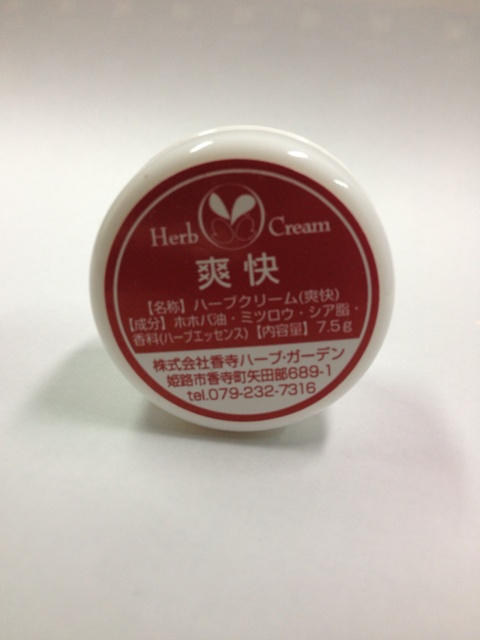 Herb Cream
爽快
【名称】ハーブクリーム(爽快)
【成分】ホホバ油・ミツロウ・シア脂・
香料(ハーブエッセンス)【内容量】7.5g
株式会社香寺ハーブ・ガーデン
姫路市香寺町矢田部689-1
tel.079-232-7316